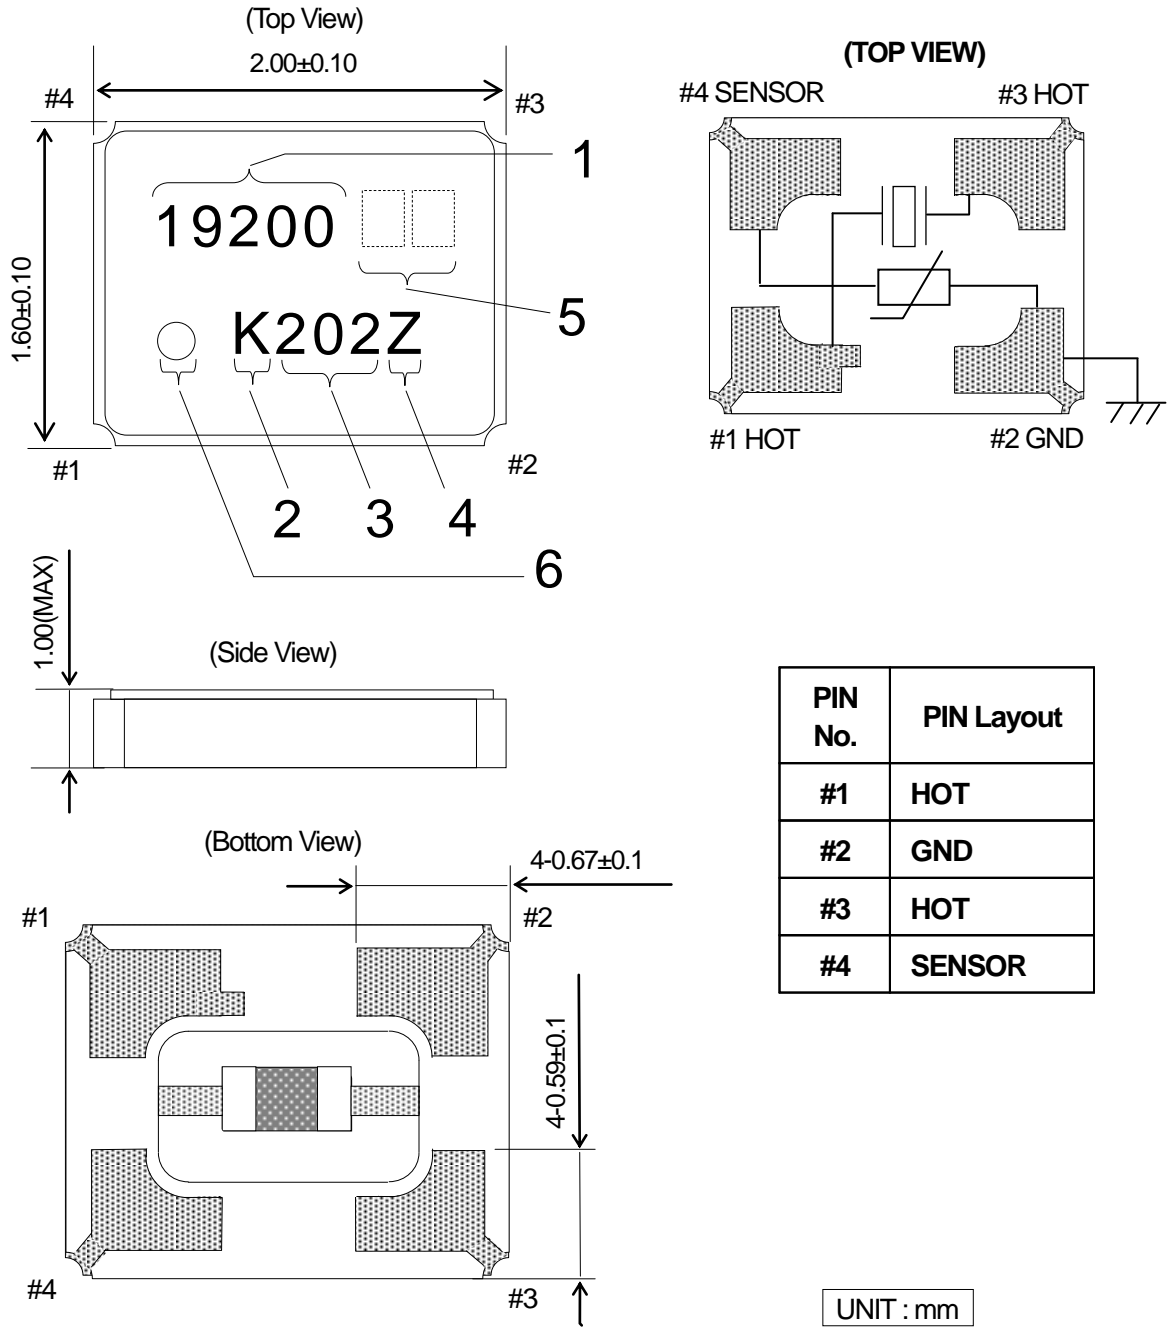 (Top View)
2.00±0.10
#4
#3
1.60±0.10
19200
1
5
K202Z
#1
#2
2
3
4
6
(TOP VIEW)
#4 SENSOR
#3 HOT
#1 HOT
#2 GND
1.00(MAX)
(Side View)
PIN No.
PIN Layout
#1 HOT
#2 GND
#3 HOT
#4 SENSOR
(Bottom View)
4-0.67±0.1
#1
#2
4-0.59±0.1
#4
#3
UNIT : mm